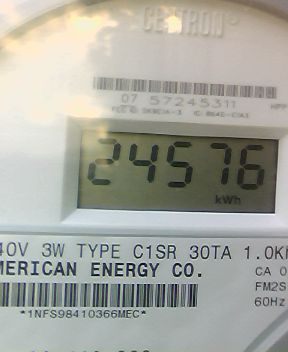 CENTRON
07 57245311
24576
kWh
40V 3W TYPE C1SR 30TA 1.0K
MERICAN ENERGY CO.
CA 0
FM2S
60Hz
*1NFS98410366MEC*